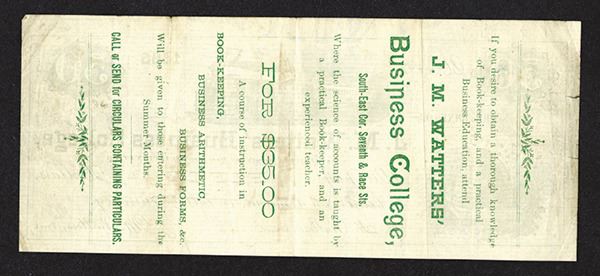 If you desire to obtain a thorough knowledge
of Book-keeping, and a practical
Business Education, attend
J. M. WATTERS'
Business College,
South-East Cor. Seventh & Race Sts.
Where the science of accounts is taught by
a practical Book-keeper, and an
experienced teacher.
FOR $35.00
A course of instruction in
BOOK-KEEPING,
BUSINESS ARITHMETIC,
BUSINESS FORMS, &c.
Will be given to those entering during the
Summer Months.
CALL or SEND for CIRCULARS CONTAINING PARTICULARS.